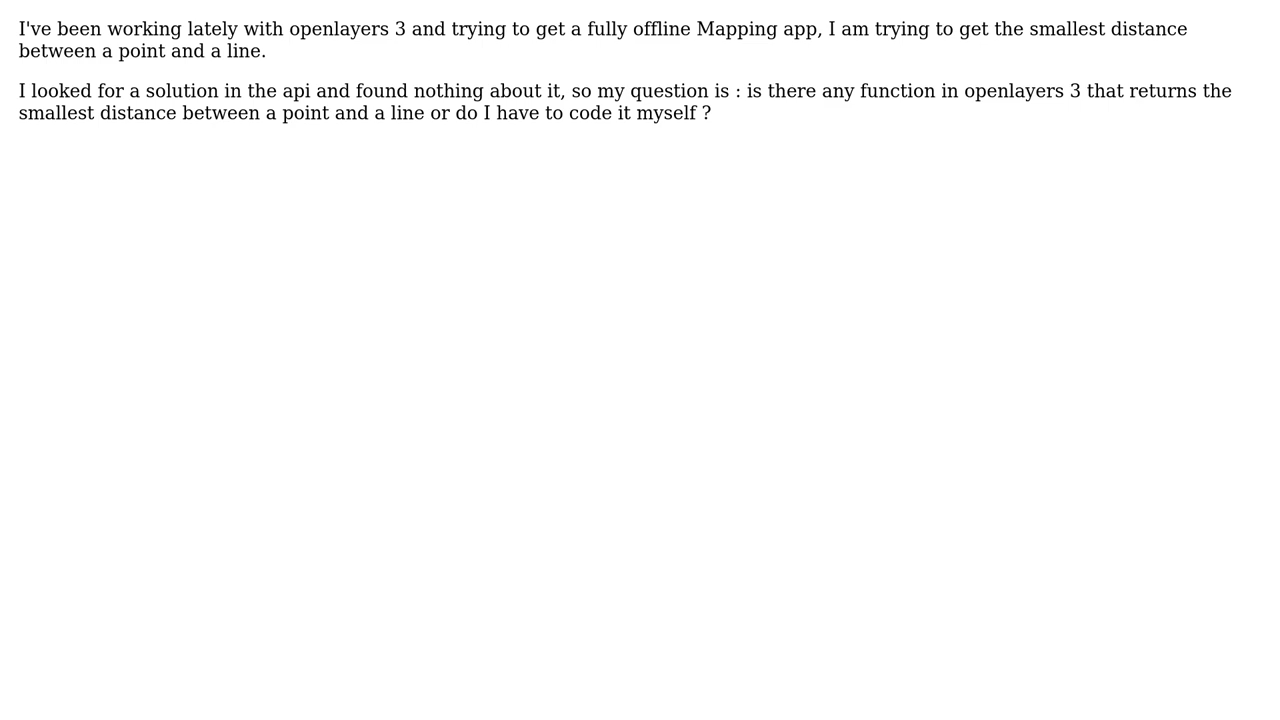 I've been working lately with openlayers 3 and trying to get a fully offline Mapping app, I am trying to get the smallest distance
between a point and a line.
I looked for a solution in the api and found nothing about it, so my question is : is there any function in openlayers 3 that returns the
smallest distance between a point and a line or do I have to code it myself ?